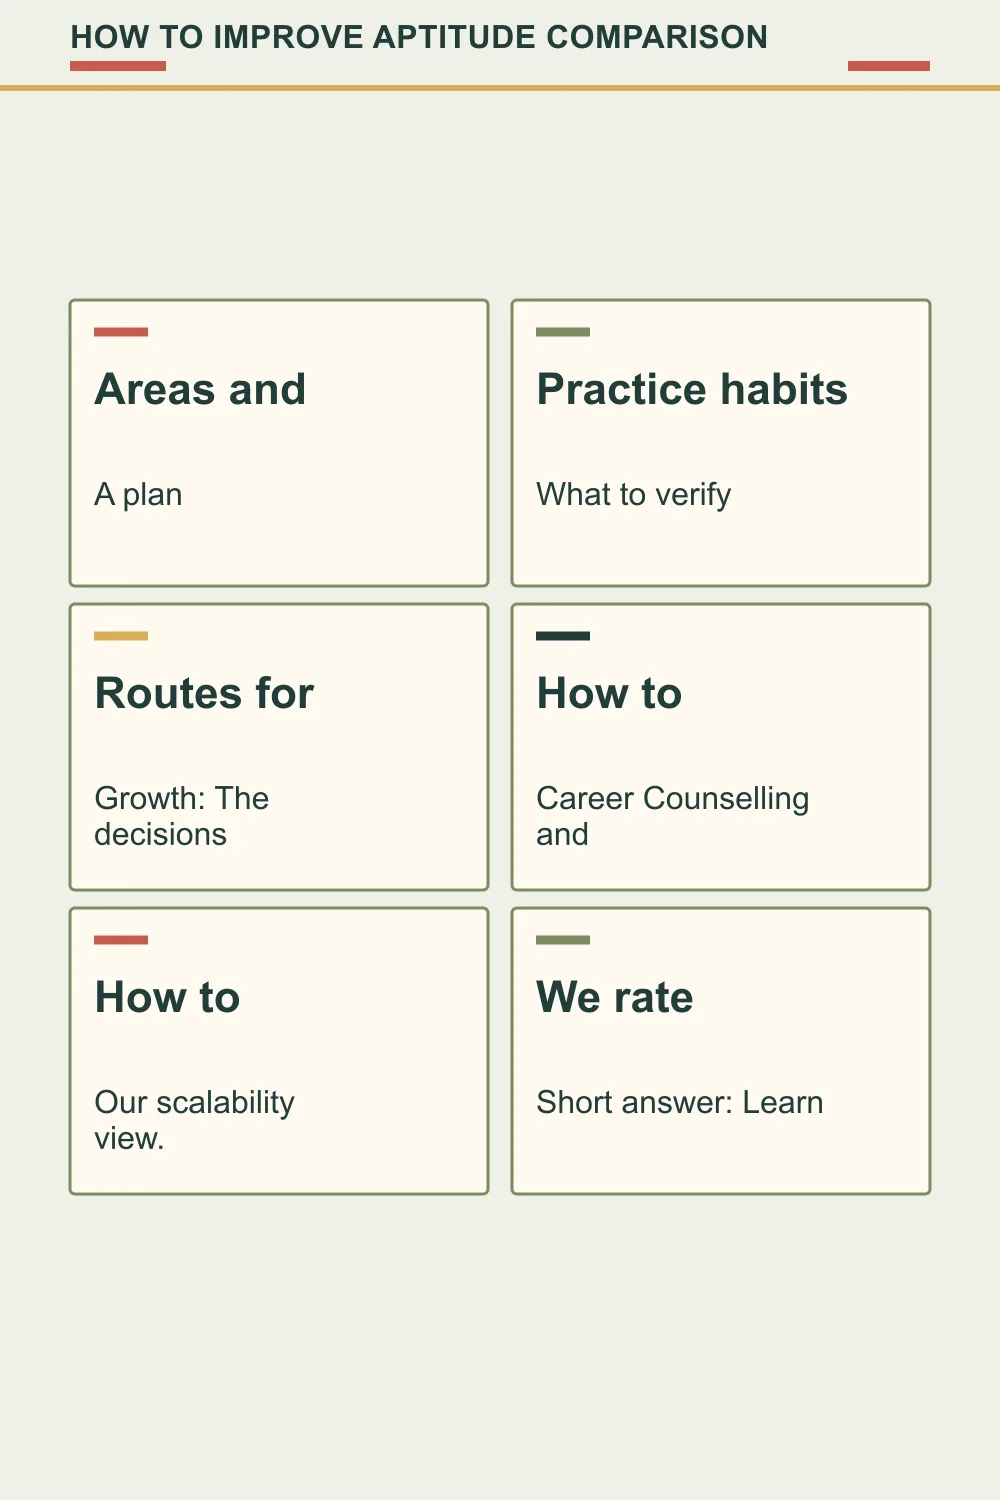 HOW TO IMPROVE APTITUDE COMPARISON
Areas and
A plan
Practice habits
What to verify
Routes for
Growth: The
decisions
How to
Career Counselling
and
How to
Our scalability
view.
We rate
Short answer: Learn